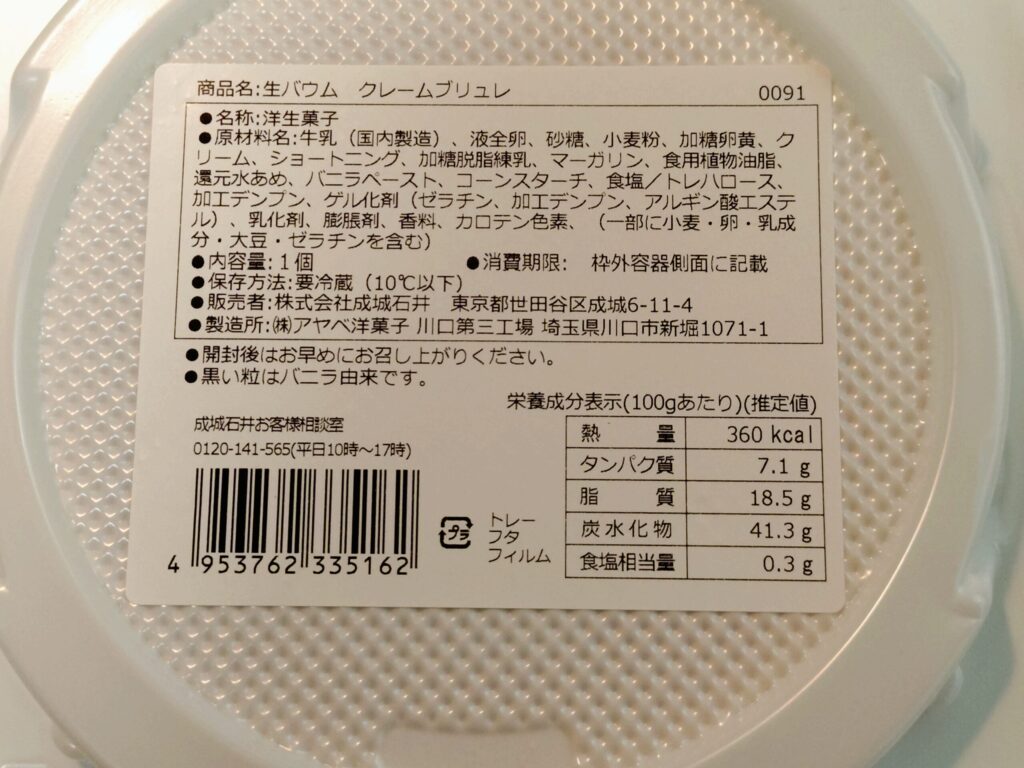 商品名:生バウム　クレームブリュレ　0091
●名称:洋生菓子
●原材料名:牛乳（国内製造）、液全卵、砂糖、小麦粉、加糖卵黄、ク
リーム、ショートニング、加糖脱脂練乳、マーガリン、食用植物油脂、
還元水あめ、バニラペースト、コーンスターチ、食塩／トレハロース、
加工デンプン、ゲル化剤（ゼラチン、加工デンプン、アルギン酸エステ
ル）、乳化剤、膨脹剤、香料、カロテン色素、（一部に小麦・卵・乳成
分・大豆・ゼラチンを含む）
●内容量:1個　●消費期限:　枠外容器側面に記載
●保存方法:要冷蔵（10℃以下）
●販売者:株式会社成城石井　東京都世田谷区成城6-11-4
●製造所:㈱アヤベ洋菓子 川口第三工場 埼玉県川口市新堀1071-1
●開封後はお早めにお召し上がりください。
●黒い粒はバニラ由来です。
栄養成分表示(100gあたり)(推定値)
熱量　360 kcal
タンパク質　7.1 g
脂質　18.5 g
炭水化物　41.3 g
食塩相当量　0.3 g
成城石井お客様相談室
0120-141-565(平日10時～17時)
4 953762 335162
プラ
トレー
フタ
フィルム